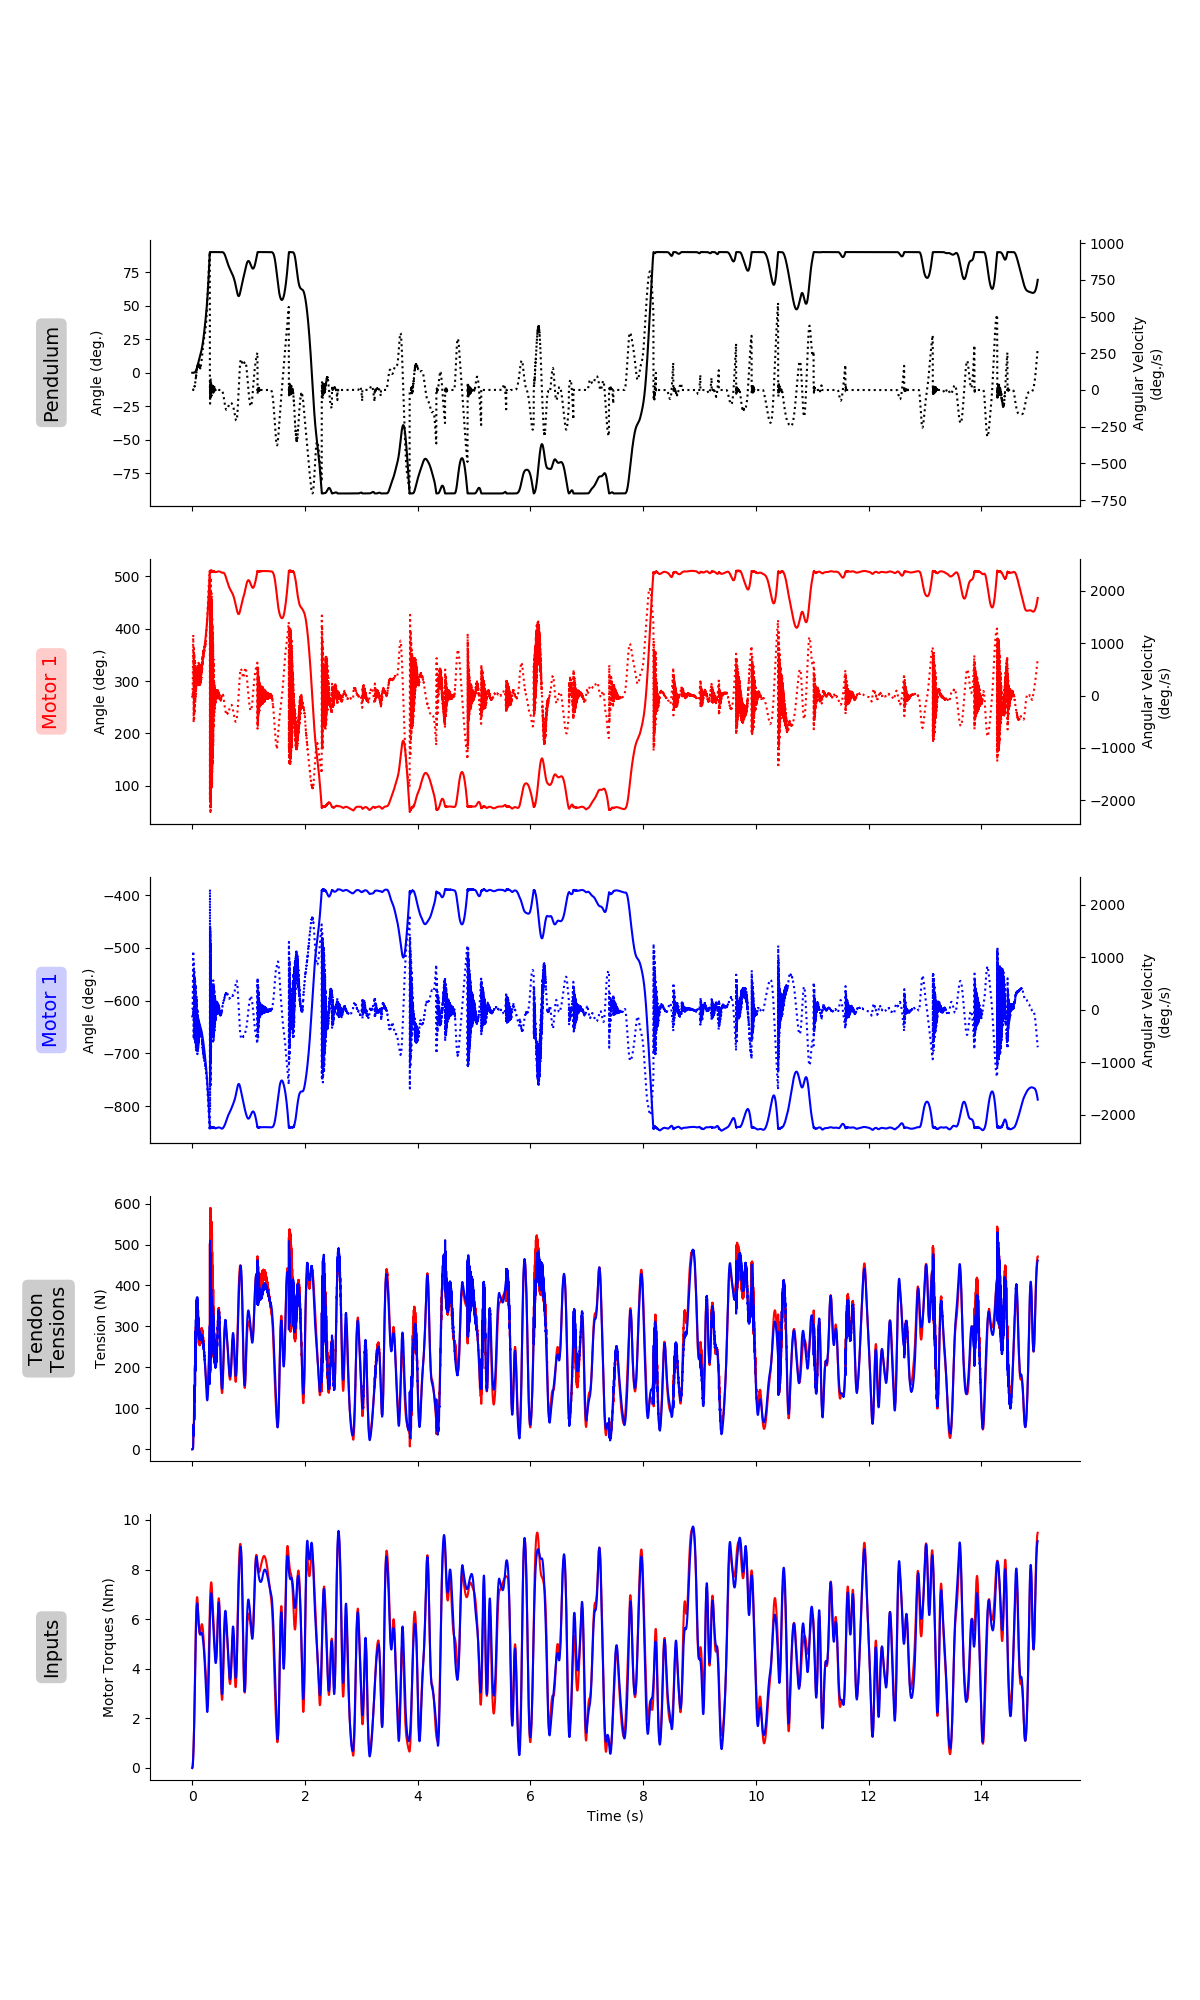 Pendulum
Angle (deg.)
75
50
25
0
−25
−50
−75
1000
750
500
250
0
−250
−500
−750
Angular Velocity
(deg./s)
Motor 1
Angle (deg.)
500
400
300
200
100
2000
1000
0
−1000
−2000
Angular Velocity
(deg./s)
Motor 1
Angle (deg.)
−400
−500
−600
−700
−800
2000
1000
0
−1000
−2000
Angular Velocity
(deg./s)
Tendon
Tensions
Tension (N)
600
500
400
300
200
100
0
Inputs
Motor Torques (Nm)
10
8
6
4
2
0
0 2 4 6 8 10 12 14
Time (s)